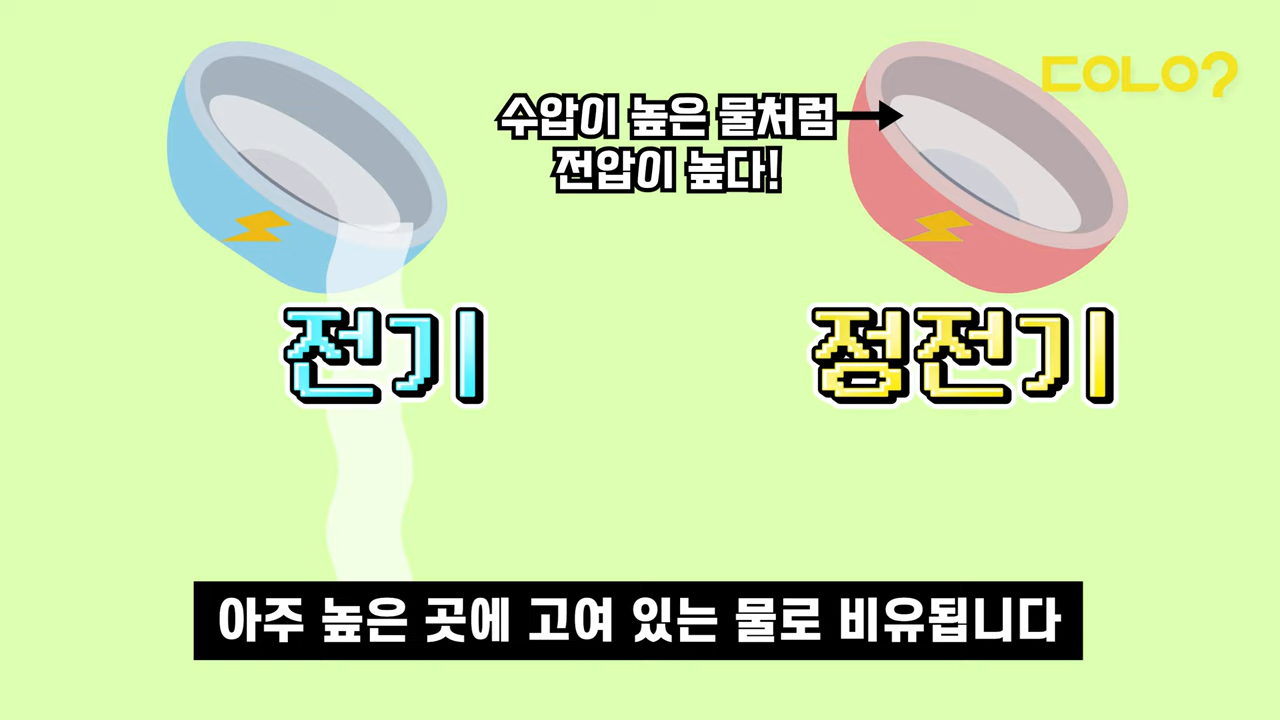 수압이 높은 물처럼
전압이 높다!
전기
정전기
아주 높은 곳에 고여 있는 물로 비유됩니다